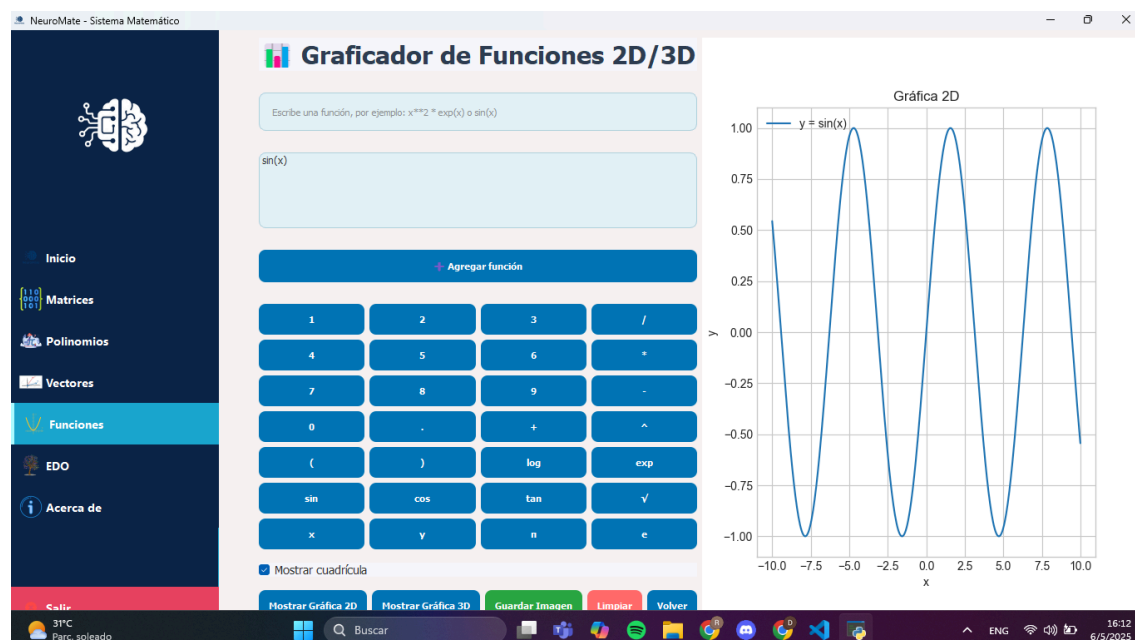 NeuroMate - Sistema Matemático
Inicio
{110
000
101}
Matrices
Polinomios
Vectores
Funciones
EDO
Acerca de
Salir
Graficador de Funciones 2D/3D
Escribe una función, por ejemplo: x**2 * exp(x) o sin(x)
sin(x)
+ Agregar función
1 2 3 /
4 5 6 *
7 8 9 -
0 . + ^
( ) log exp
sin cos tan √
x y π e
Mostrar cuadrícula
Mostrar Gráfica 2D Mostrar Gráfica 3D Guardar Imagen Limpiar Volver
Gráfica 2D
y = sin(x)
1.00
0.75
0.50
0.25
0.00
−0.25
−0.50
−0.75
−1.00
y
−10.0 −7.5 −5.0 −2.5 0.0 2.5 5.0 7.5 10.0
x
31°C
Parc. soleado
Buscar
ENG
16:12
6/5/2025